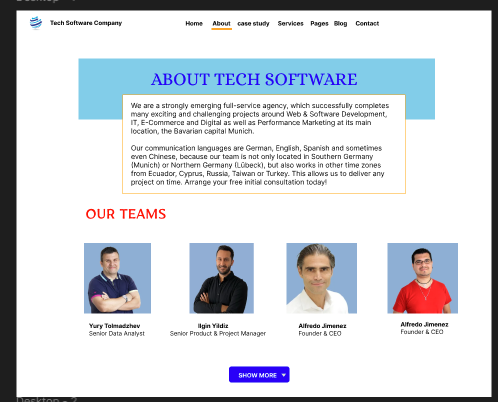 Tech Software Company
Home About case study Services Pages Blog Contact
ABOUT TECH SOFTWARE
We are a strongly emerging full-service agency, which successfully completes
many exciting and challenging projects around Web & Software Development,
IT, E-Commerce and Digital as well as Performance Marketing at its main
location, the Bavarian capital Munich.
Our communication languages are German, English, Spanish and sometimes
even Chinese, because our team is not only located in Southern Germany
(Munich) or Northern Germany (Lübeck), but also works in other time zones
from Ecuador, Cyprus, Russia, Taiwan or Turkey. This allows us to deliver any
project on time. Arrange your free initial consultation today!
OUR TEAMS
Yury Tolmadzhev
Senior Data Analyst
Ilgin Yildiz
Senior Product & Project Manager
Alfredo Jimenez
Founder & CEO
Alfredo Jimenez
Founder & CEO
SHOW MORE
Desktop - 2